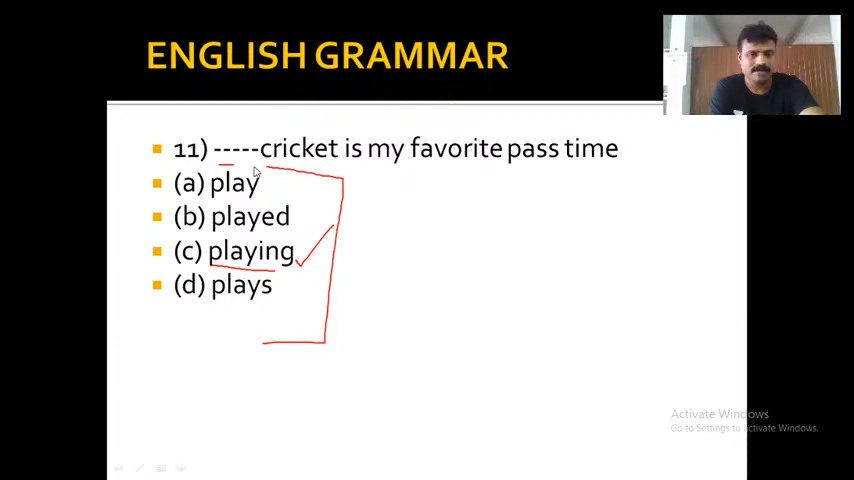 ENGLISH GRAMMAR
11) -----cricket is my favorite pass time
(a) play
(b) played
(c) playing
(d) plays
Activate Windows
Go to Settings to activate Windows.